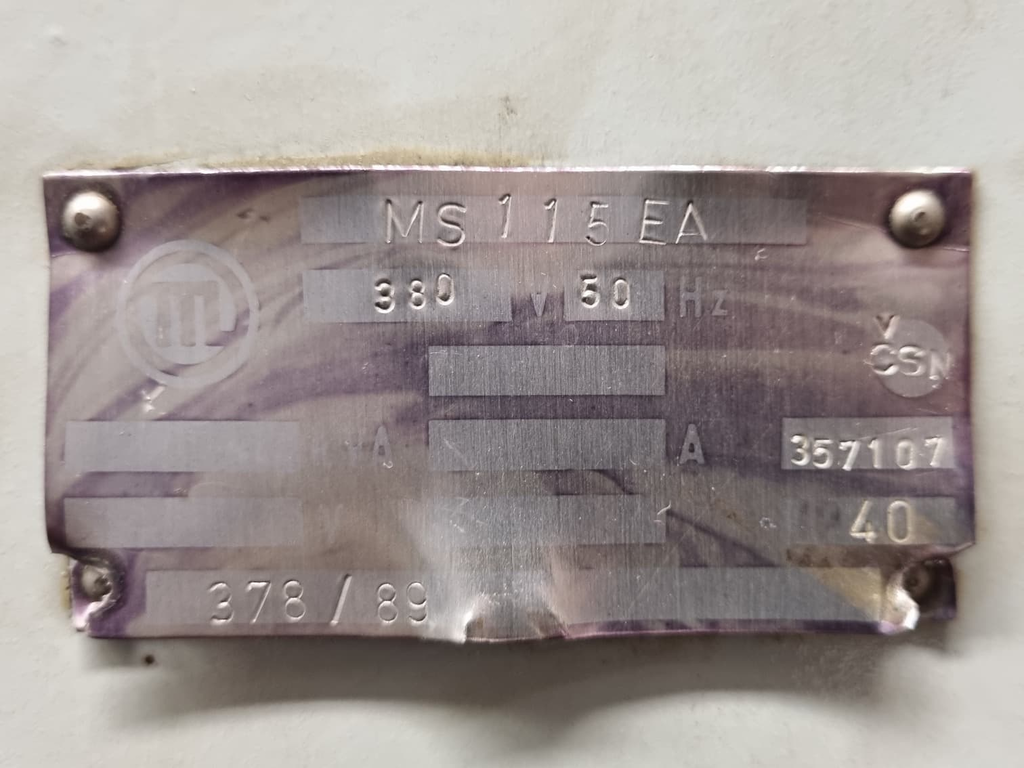 MS 115 EA
380 V 50 Hz
ČSN
A A 357107
40
378 / 89